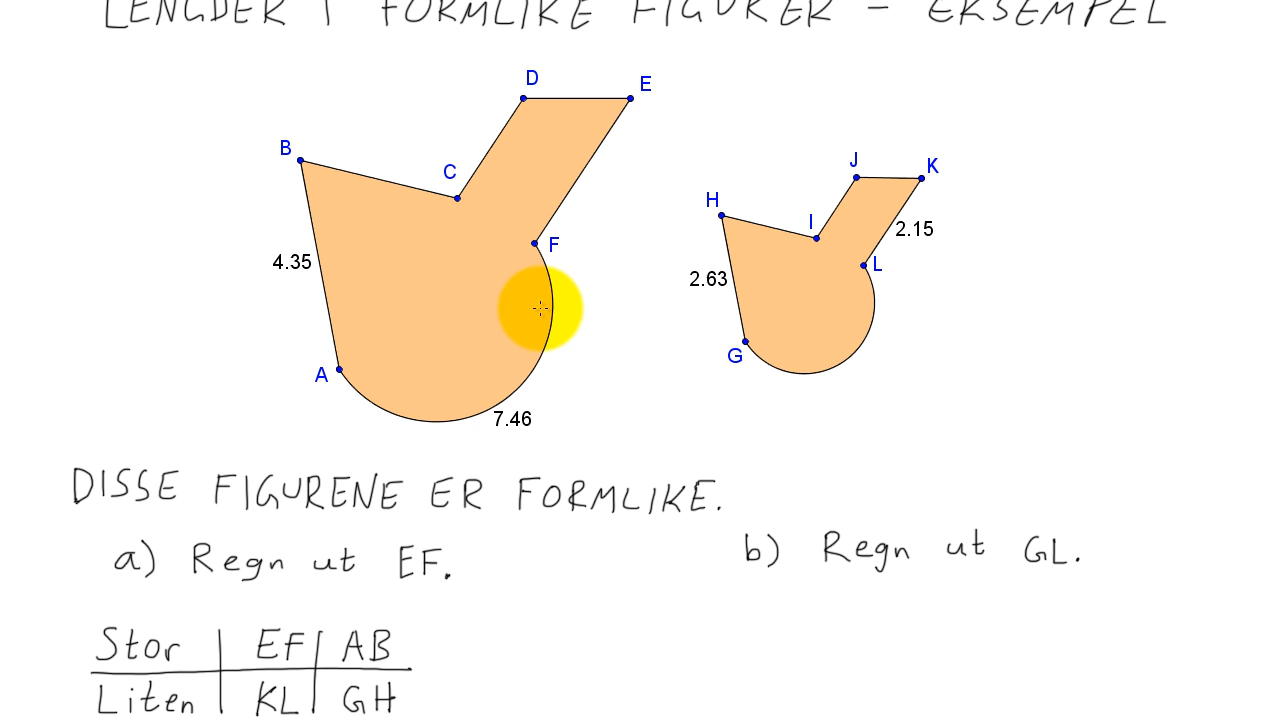 LENGDER I FORMLIKE FIGURER - EKSEMPEL
D E
B
C
J K
H
I
2.15
F
L
4.35
2.63
G
A
7.46
DISSE FIGURENE ER FORMLIKE.
a) Regn ut EF.
b) Regn ut GL.
Stor EF AB
Liten KL GH